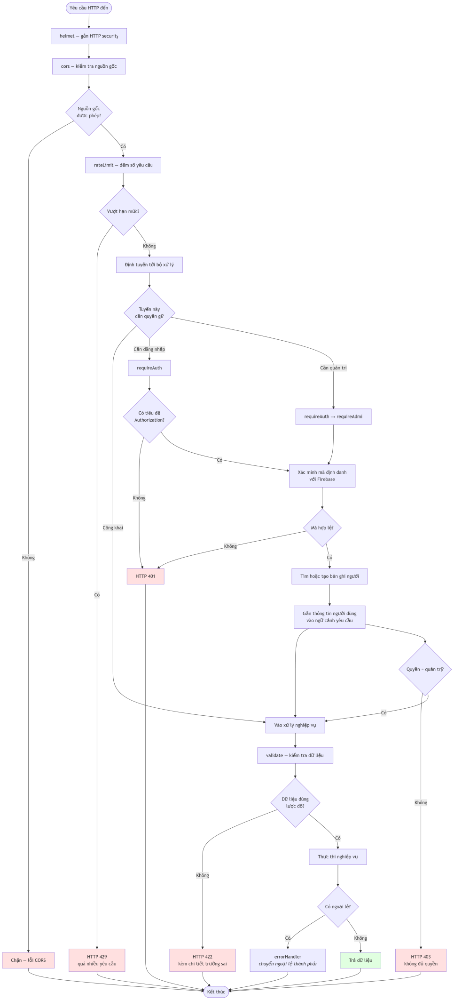 Yêu cầu HTTP đến
helmet — gắn HTTP security
cors — kiểm tra nguồn gốc
Nguồn gốc
được phép?
Có
rateLimit — đếm số yêu cầu
Vượt hạn mức?
Không
Định tuyến tới bộ xử lý
Tuyến này
cần quyền gì?
Cần đăng nhập
requireAuth
Cần quản trị
Có tiêu đề
Authorization?
requireAuth → requireAdmi
Có
Xác minh mã định danh
với Firebase
Không
Công khai
Mã hợp lệ?
Không
Có
Không
HTTP 401
Tìm hoặc tạo bản ghi người
Có
Gắn thông tin người dùng
vào ngữ cảnh yêu cầu
Quyền = quản trị?
Có
Vào xử lý nghiệp vụ
validate — kiểm tra dữ liệu
Dữ liệu đúng
lược đồ?
Không
Có
Thực thi nghiệp vụ
Không
Có ngoại lệ?
Có
Không
Chặn — lỗi CORS
HTTP 429
quá nhiều yêu cầu
HTTP 422
kèm chi tiết trường sai
errorHandler
chuyển ngoại lệ thành phản
Trả dữ liệu
HTTP 403
không đủ quyền
Kết thúc